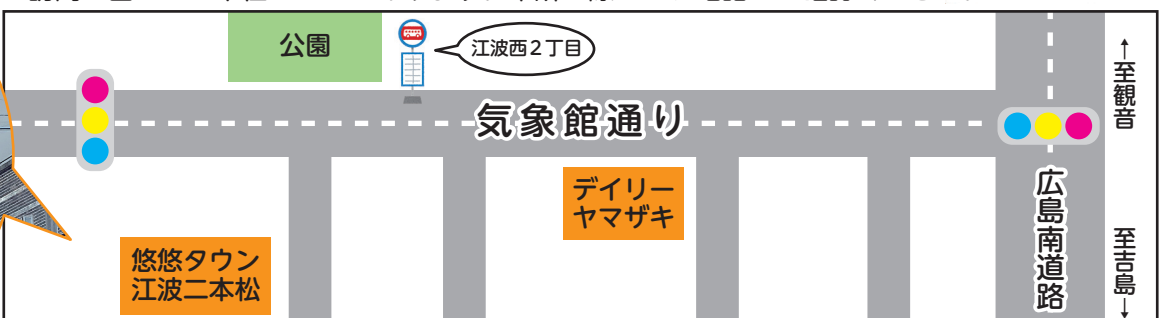 公園
江波西2丁目
←至観音
気象館通り
デイリー
ヤマザキ
広島南道路
悠悠タウン
江波二本松
至吉島→